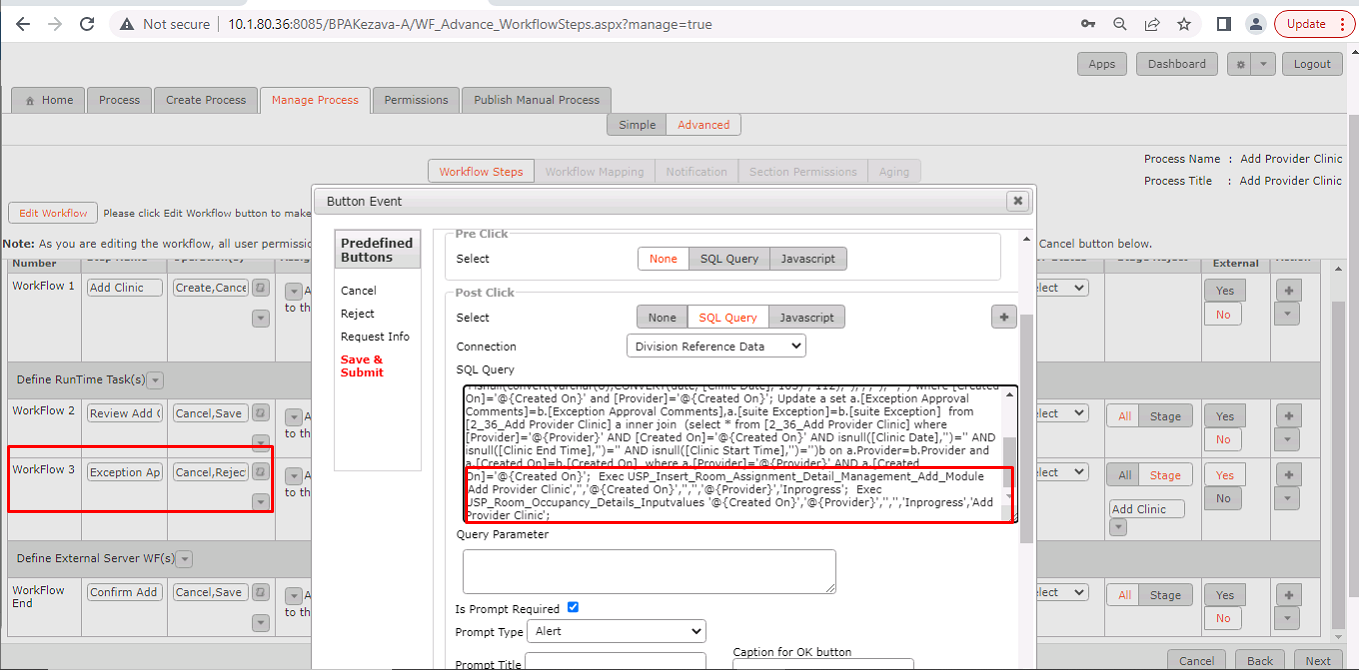 Not secure
10.1.80.36:8085/BPAKezava-A/WF_Advance_WorkflowSteps.aspx?manage=true
Update
Apps
Dashboard
Logout
Home
Process
Create Process
Manage Process
Permissions
Publish Manual Process
Simple
Advanced
Workflow Steps
Workflow Mapping
Notification
Section Permissions
Aging
Process Name : Add Provider Clinic
Process Title : Add Provider Clinic
Edit Workflow
Please click Edit Workflow button to make
Note: As you are editing the workflow, all user permissio
Cancel button below.
Number
External
WorkFlow 1
Add Clinic
Create,Cance
to the
elect
Yes
No
Define RunTime Task(s)
WorkFlow 2
Review Add C
Cancel,Save
to the
elect
All
Stage
Yes
No
WorkFlow 3
Exception Ap
Cancel,Rejec
to the
elect
All
Stage
Add Clinic
Yes
No
Define External Server WF(s)
WorkFlow End
Confirm Add
Cancel,Save
to the
elect
All
Stage
Yes
No
Cancel
Back
Next
Button Event
Predefined
Buttons
Cancel
Reject
Request Info
Save &
Submit
Pre Click
Select
None
SQL Query
Javascript
Post Click
Select
None
SQL Query
Javascript
Connection
Division Reference Data
SQL Query
On]='@{Created On}' and [Provider]='@{Created On}'; Update a set a.[Exception Approval
Comments]=b.[Exception Approval Comments],a.[suite Exception]=b.[suite Exception] from
[2_36_Add Provider Clinic] a inner join (select * from [2_36_Add Provider Clinic] where
[Provider]='@{Provider}' AND [Created On]='@{Created On}' AND isnull([Clinic Date],'')='' AND
isnull([Clinic End Time],'')='' AND isnull([Clinic Start Time],'')='')b on a.Provider=b.Provider and
a.[Created On]=b.[Created On] where a.[Provider]='@{Provider}' AND a.[Created
On]='@{Created On}'; Exec USP_Insert_Room_Assignment_Detail_Management_Add_Module
'Add Provider Clinic','','@{Created On}','','','@{Provider}','Inprogress'; Exec
USP_Room_Occupancy_Details_Inputvalues '@{Created On}','@{Provider}','','','Inprogress','Add
Provider Clinic';
Query Parameter
Is Prompt Required
Prompt Type
Alert
Prompt Title
Caption for OK button